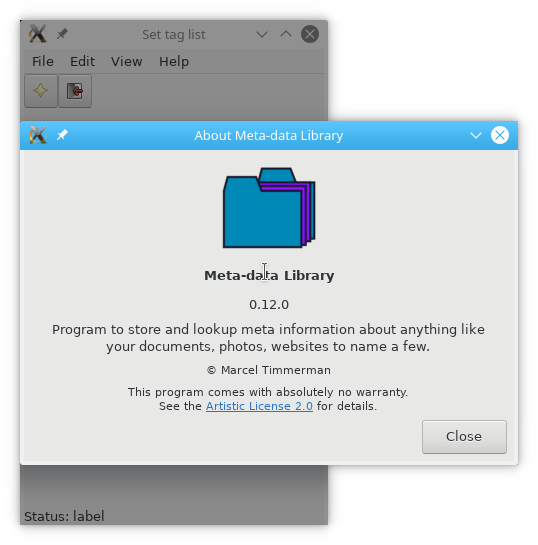 Set tag list
File Edit View Help
About Meta-data Library
Meta-data Library
0.12.0
Program to store and lookup meta information about anything like
your documents, photos, websites to name a few.
© Marcel Timmerman
This program comes with absolutely no warranty.
See the Artistic License 2.0 for details.
Close
Status: label